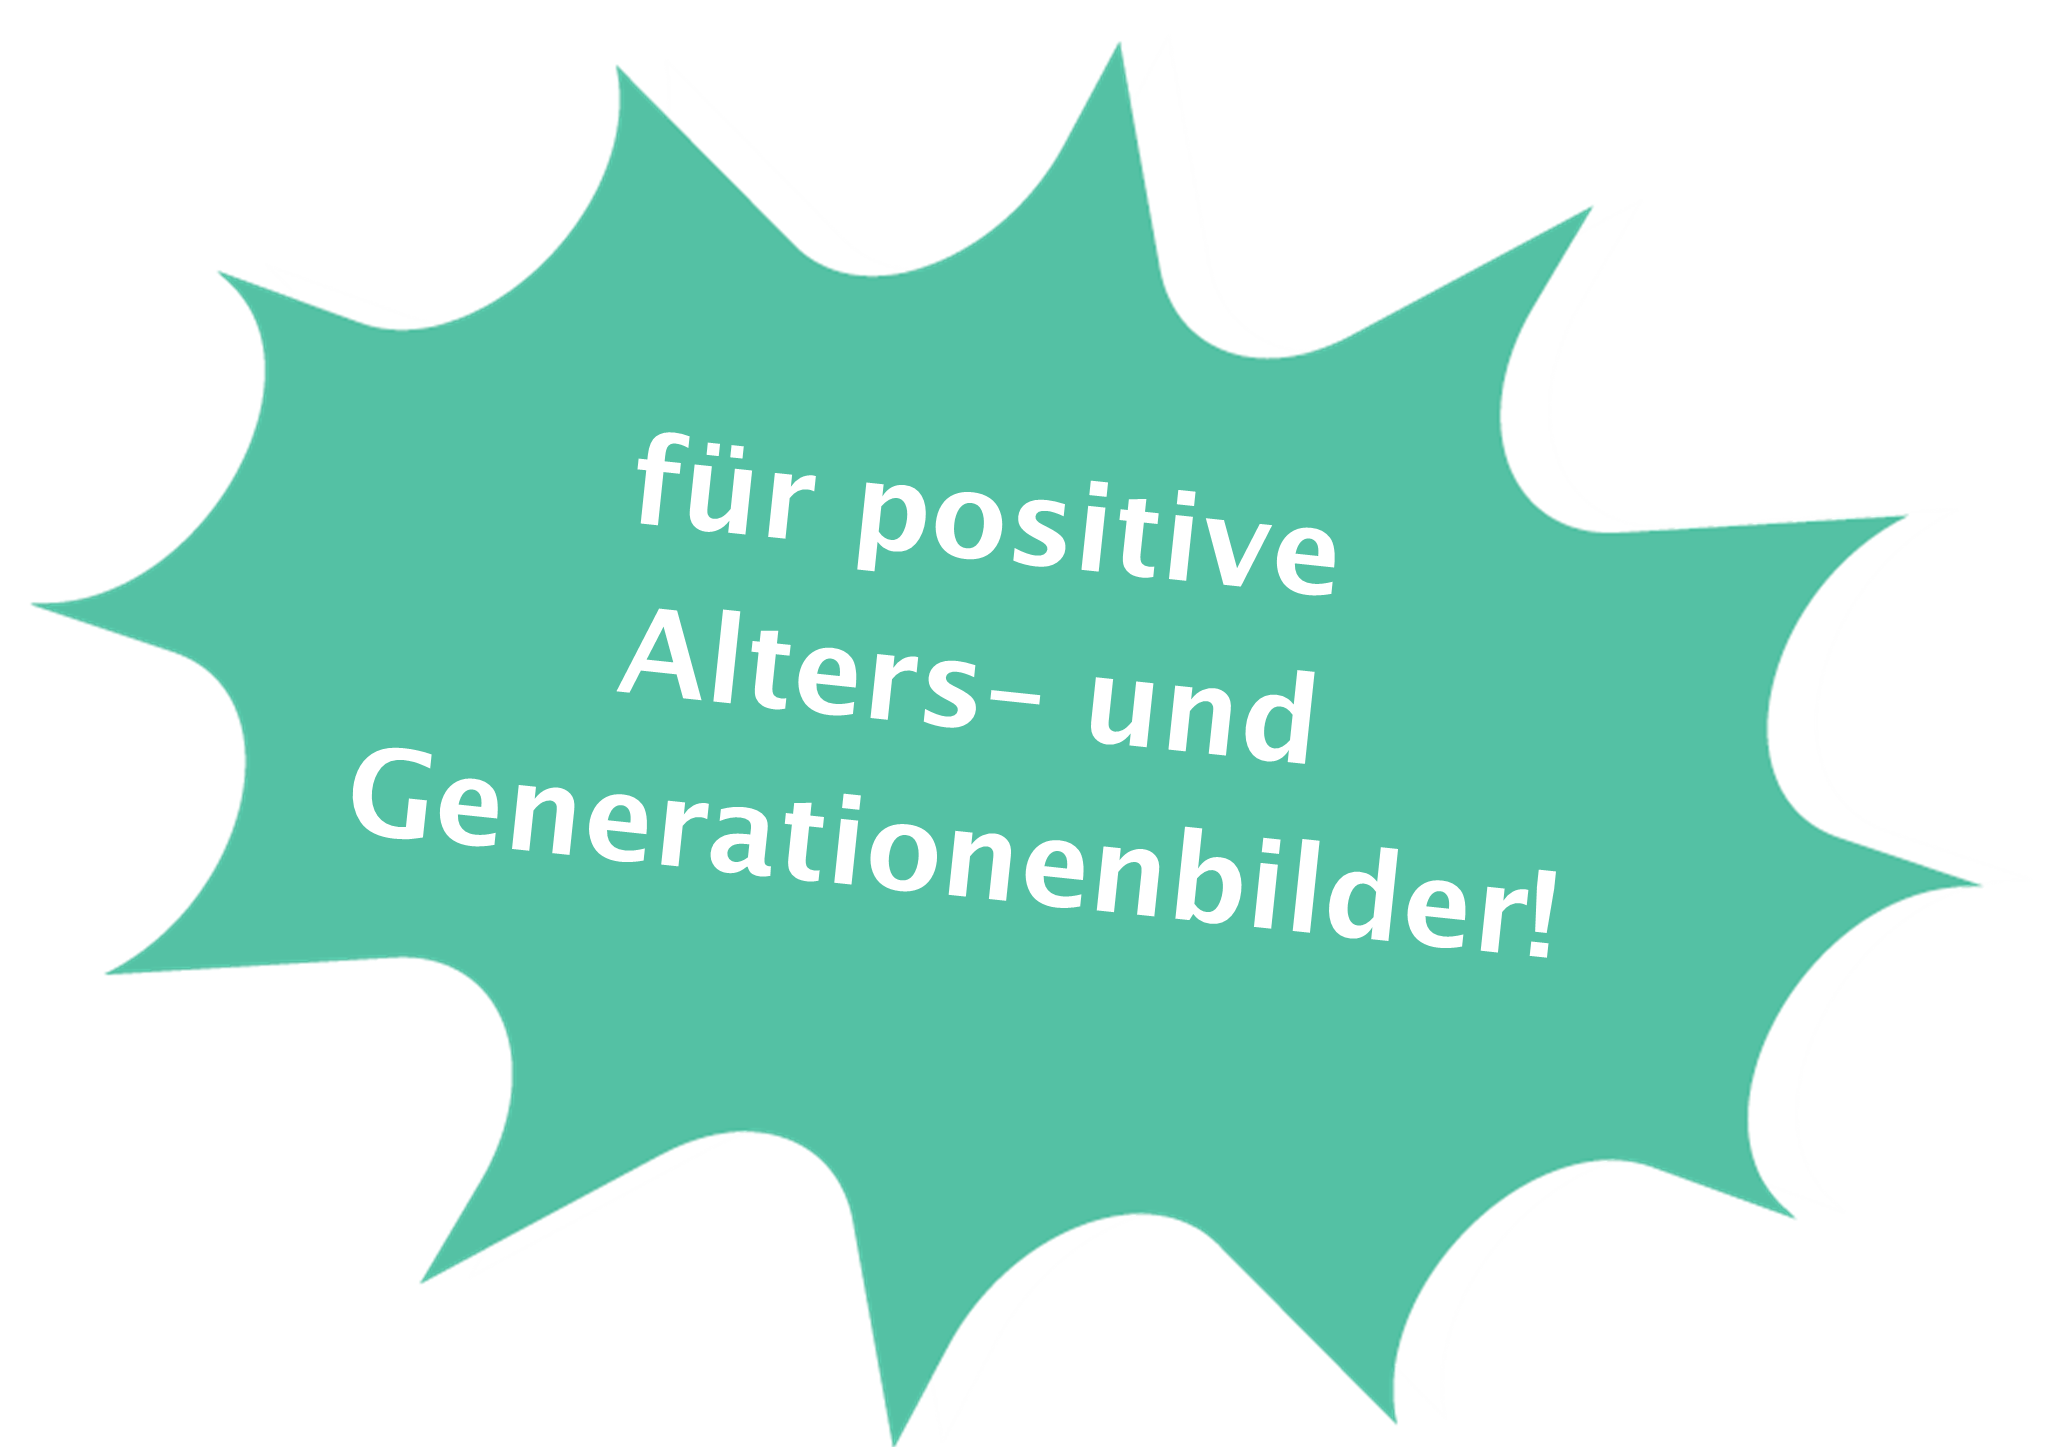 für positive
Alters– und
Generationenbilder!